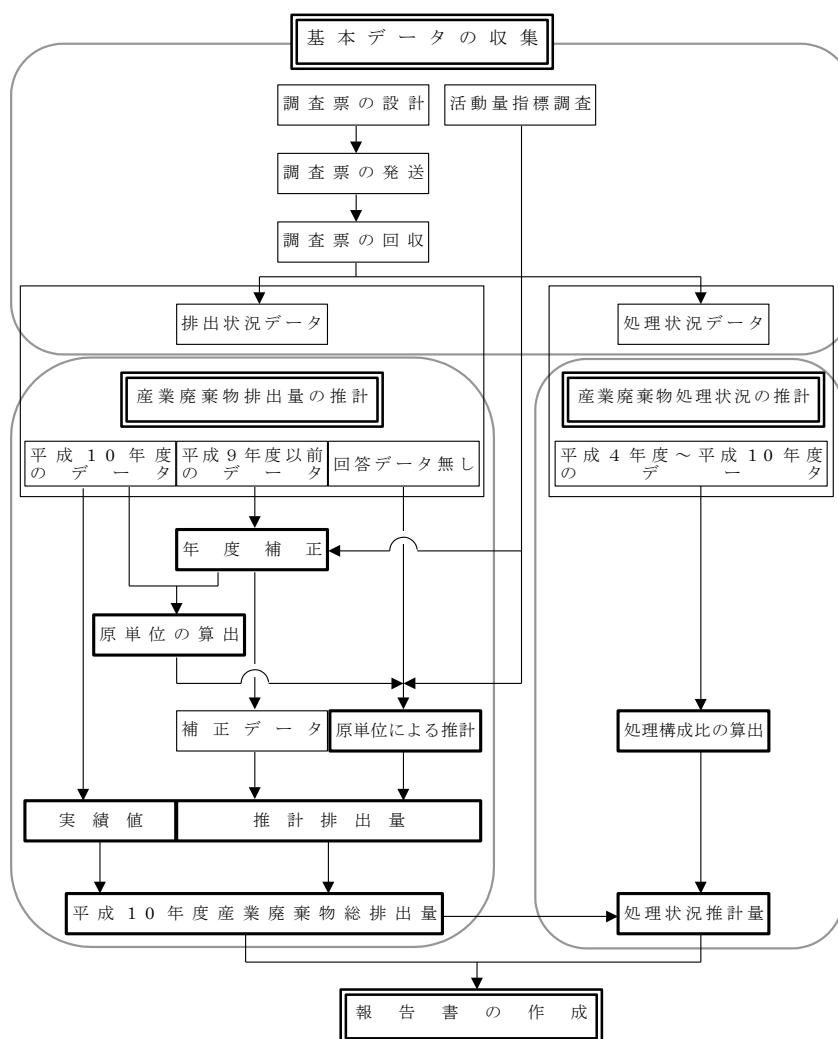 基本データの収集
調査票の設計
活動量指標調査
調査票の発送
調査票の回収
排出状況データ
処理状況データ
産業廃棄物排出量の推計
産業廃棄物処理状況の推計
平成10年度
のデータ
平成9年度以前
のデータ
回答データ無し
平成4年度～平成10年度
のデータ
年度補正
原単位の算出
補正データ
原単位による推計
処理構成比の算出
実績値
推計排出量
平成10年度産業廃棄物総排出量
処理状況推計量
報告書の作成